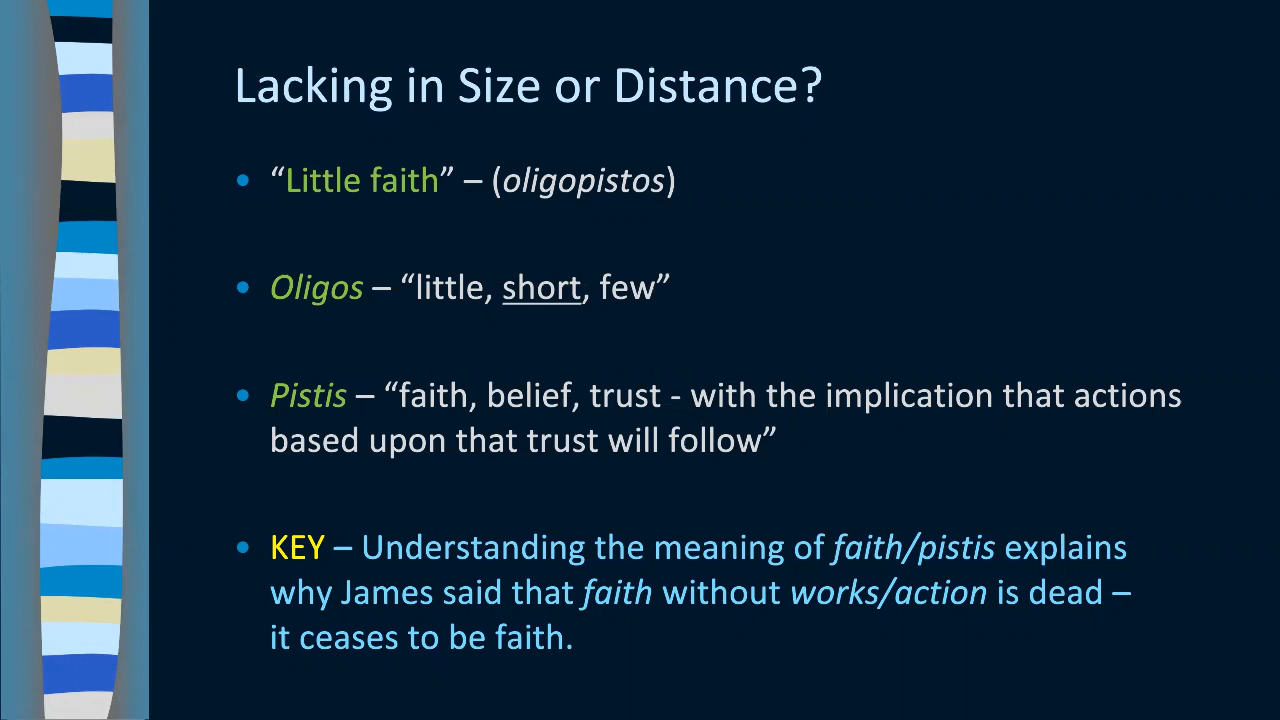 Lacking in Size or Distance?
• “Little faith” – (oligopistos)
• Oligos – “little, short, few”
• Pistis – “faith, belief, trust - with the implication that actions
based upon that trust will follow”
• KEY – Understanding the meaning of faith/pistis explains
why James said that faith without works/action is dead –
it ceases to be faith.